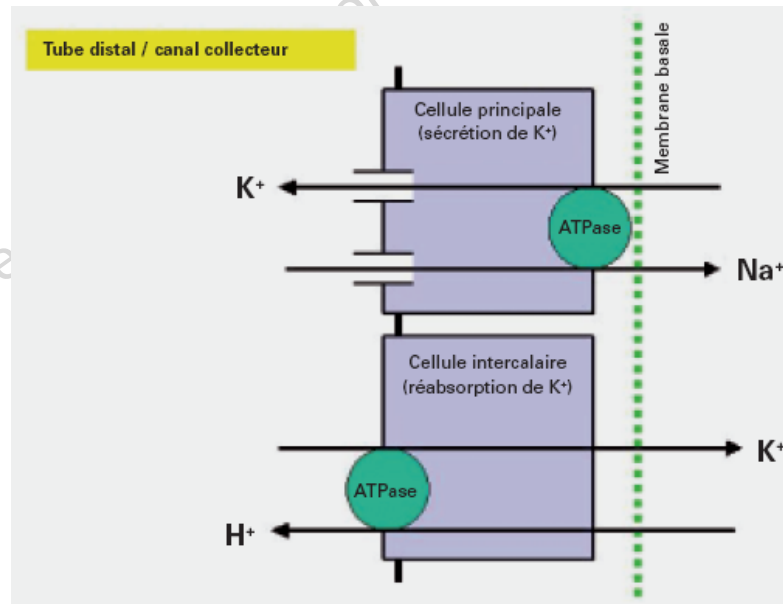 Tube distal / canal collecteur
Membrane basale
Cellule principale
(sécrétion de K⁺)
K⁺
ATPase
Na⁺
Cellule intercalaire
(réabsorption de K⁺)
K⁺
ATPase
H⁺